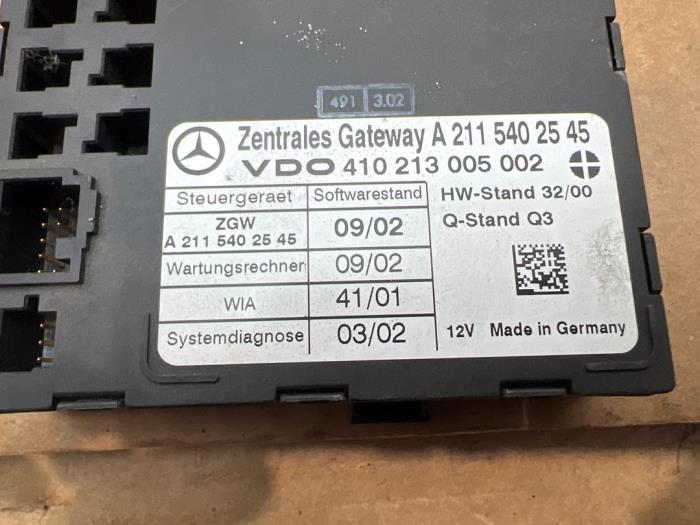 491 3.02
Zentrales Gateway A 211 540 25 45
VDO 410 213 005 002
Steuergeraet Softwarestand HW-Stand 32/00
ZGW
A 211 540 25 45 09/02 Q-Stand Q3
Wartungsrechner 09/02
WIA 41/01
Systemdiagnose 03/02 12V Made in Germany